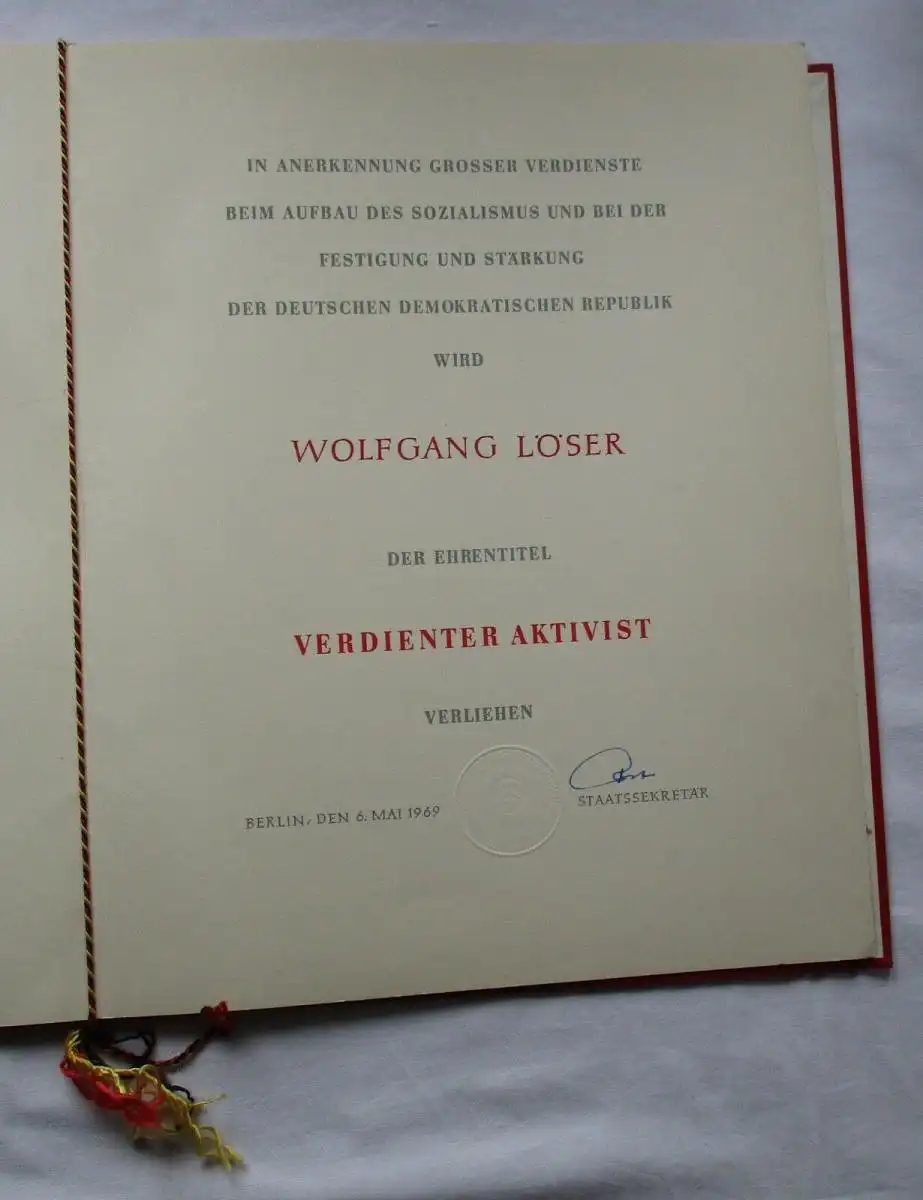 IN ANERKENNUNG GROSSER VERDIENSTE
BEIM AUFBAU DES SOZIALISMUS UND BEI DER
FESTIGUNG UND STÄRKUNG
DER DEUTSCHEN DEMOKRATISCHEN REPUBLIK
WIRD
WOLFGANG LÖSER
DER EHRENTITEL
VERDIENTER AKTIVIST
VERLIEHEN
BERLIN, DEN 6. MAI 1969
STAATSSEKRETÄR